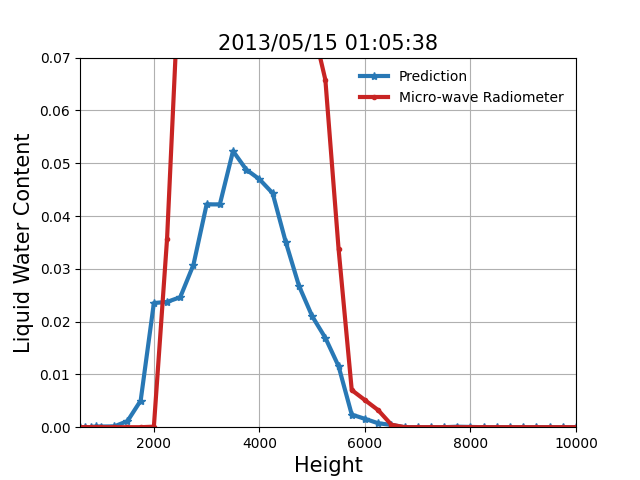 2013/05/15 01:05:38
Prediction
Micro-wave Radiometer
Liquid Water Content
0.07
0.06
0.05
0.04
0.03
0.02
0.01
0.00
2000 4000 6000 8000 10000
Height